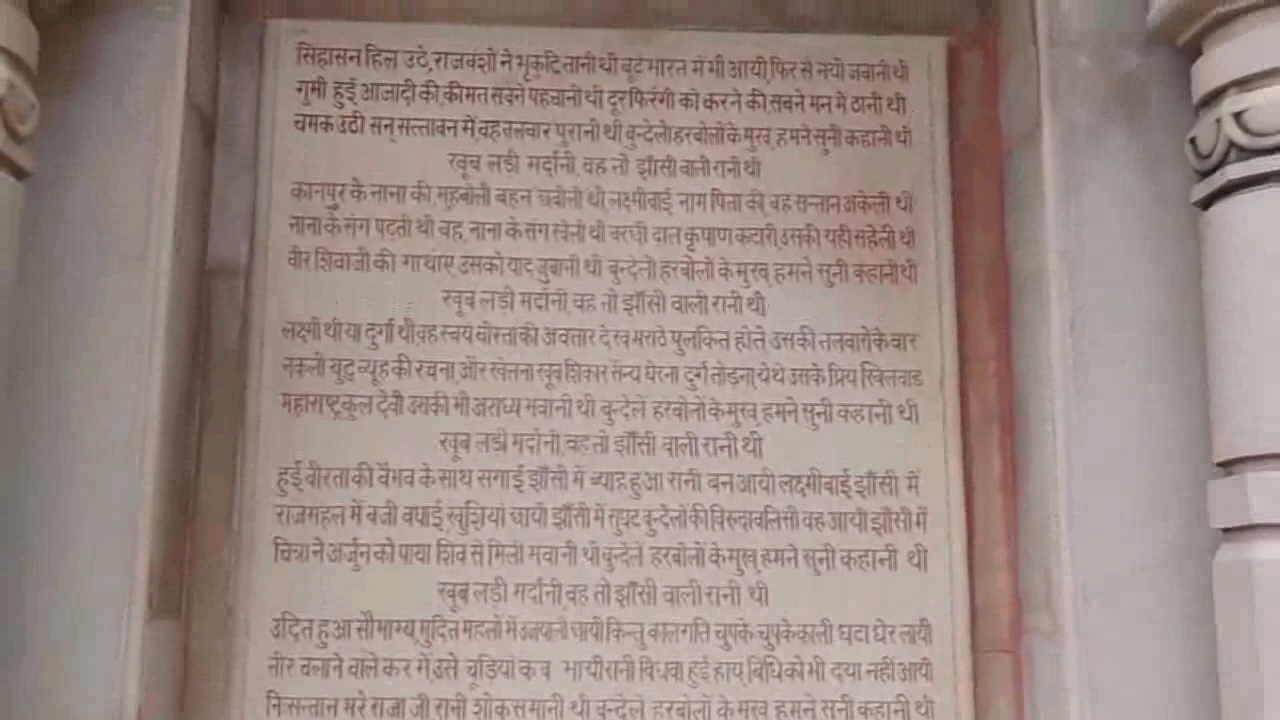 सिंहासन हिल उठे, राजवंशो ने भृकुटि तानी थी बूढे भारत में भी आयी, फिर से नयी जवानी थी
गुमी हुई आजादी की, कीमत सबने पहचानी थी दूर फिरंगी को करने की, सबने मन मे ठानी थी
चमक उठी सन् सत्तावन में, वह तलवार पुरानी थी बुन्देलो हरबोलों के मुख, हमने सुनी कहानी थी
खूब लडी मर्दानी, वह तो झाँसी वाली रानी थी
कानपुर के नाना की, मुहबोली बहन छबीली थी, लक्ष्मीबाई नाम पिता की, वह सन्तान अकेली थी
नाना के संग पढ़ती थी वह, नाना के संग खेली थी बरछी ढाल कृपाण कटारी, उसकी यही सहेली थी
वीर शिवाजी की गाथाएं, उसको याद जुबानी थी बुन्देलो हरबोलों के मुख, हमने सुनी कहानी थी
खूब लडी मर्दानी, वह तो झाँसी वाली रानी थी
लक्ष्मी थी या दुर्गा थी, वह स्वयं वीरता की अवतार देख मराठे पुलकित होते उसकी तलवारो के वार
नकली युद्ध व्यूह की रचना, और खेलना खूब शिकार सैन्य घेरना दुर्ग तोडना, ये थे उसके प्रिय खिलवाड
महाराष्ट्र कुल देवी उसकी भी अराध्य भवानी थी बुन्देले हरबोलों के मुख, हमने सुनी कहानी थी
खूब लडी मर्दानी, वह तो झाँसी वाली रानी थी
हुई वीरता की वैभव के साथ सगाई झाँसी में ब्याह हुआ रानी बन आयी लक्ष्मीबाई झाँसी में
राजमहल में बजी बधाई, खुशियां छायी झाँसी में सुघट बुन्देलों की विरुदावलि सी वह आयी झाँसी में
चित्रा ने अर्जुन को पाया शिव से मिली भवानी थी बुन्देले हरबोलों के मुख, हमने सुनी कहानी थी
खूब लडी मर्दानी, वह तो झाँसी वाली रानी थी
उदित हुआ सौभाग्य, मुदित महलों में उजयाली छायी किन्तु कालगति चुपके चुपके काली घटा घेर लायी
तीर चलाने वाले कर में, उसे चूडियां कब भायी रानी विधवा हुई हाय, विधि को भी दया नहीं आयी
निःसन्तान मरे राजा जी रानी शोक समानी थी बुन्देले हरबोलों के मुख हमने सुनी कहानी थी